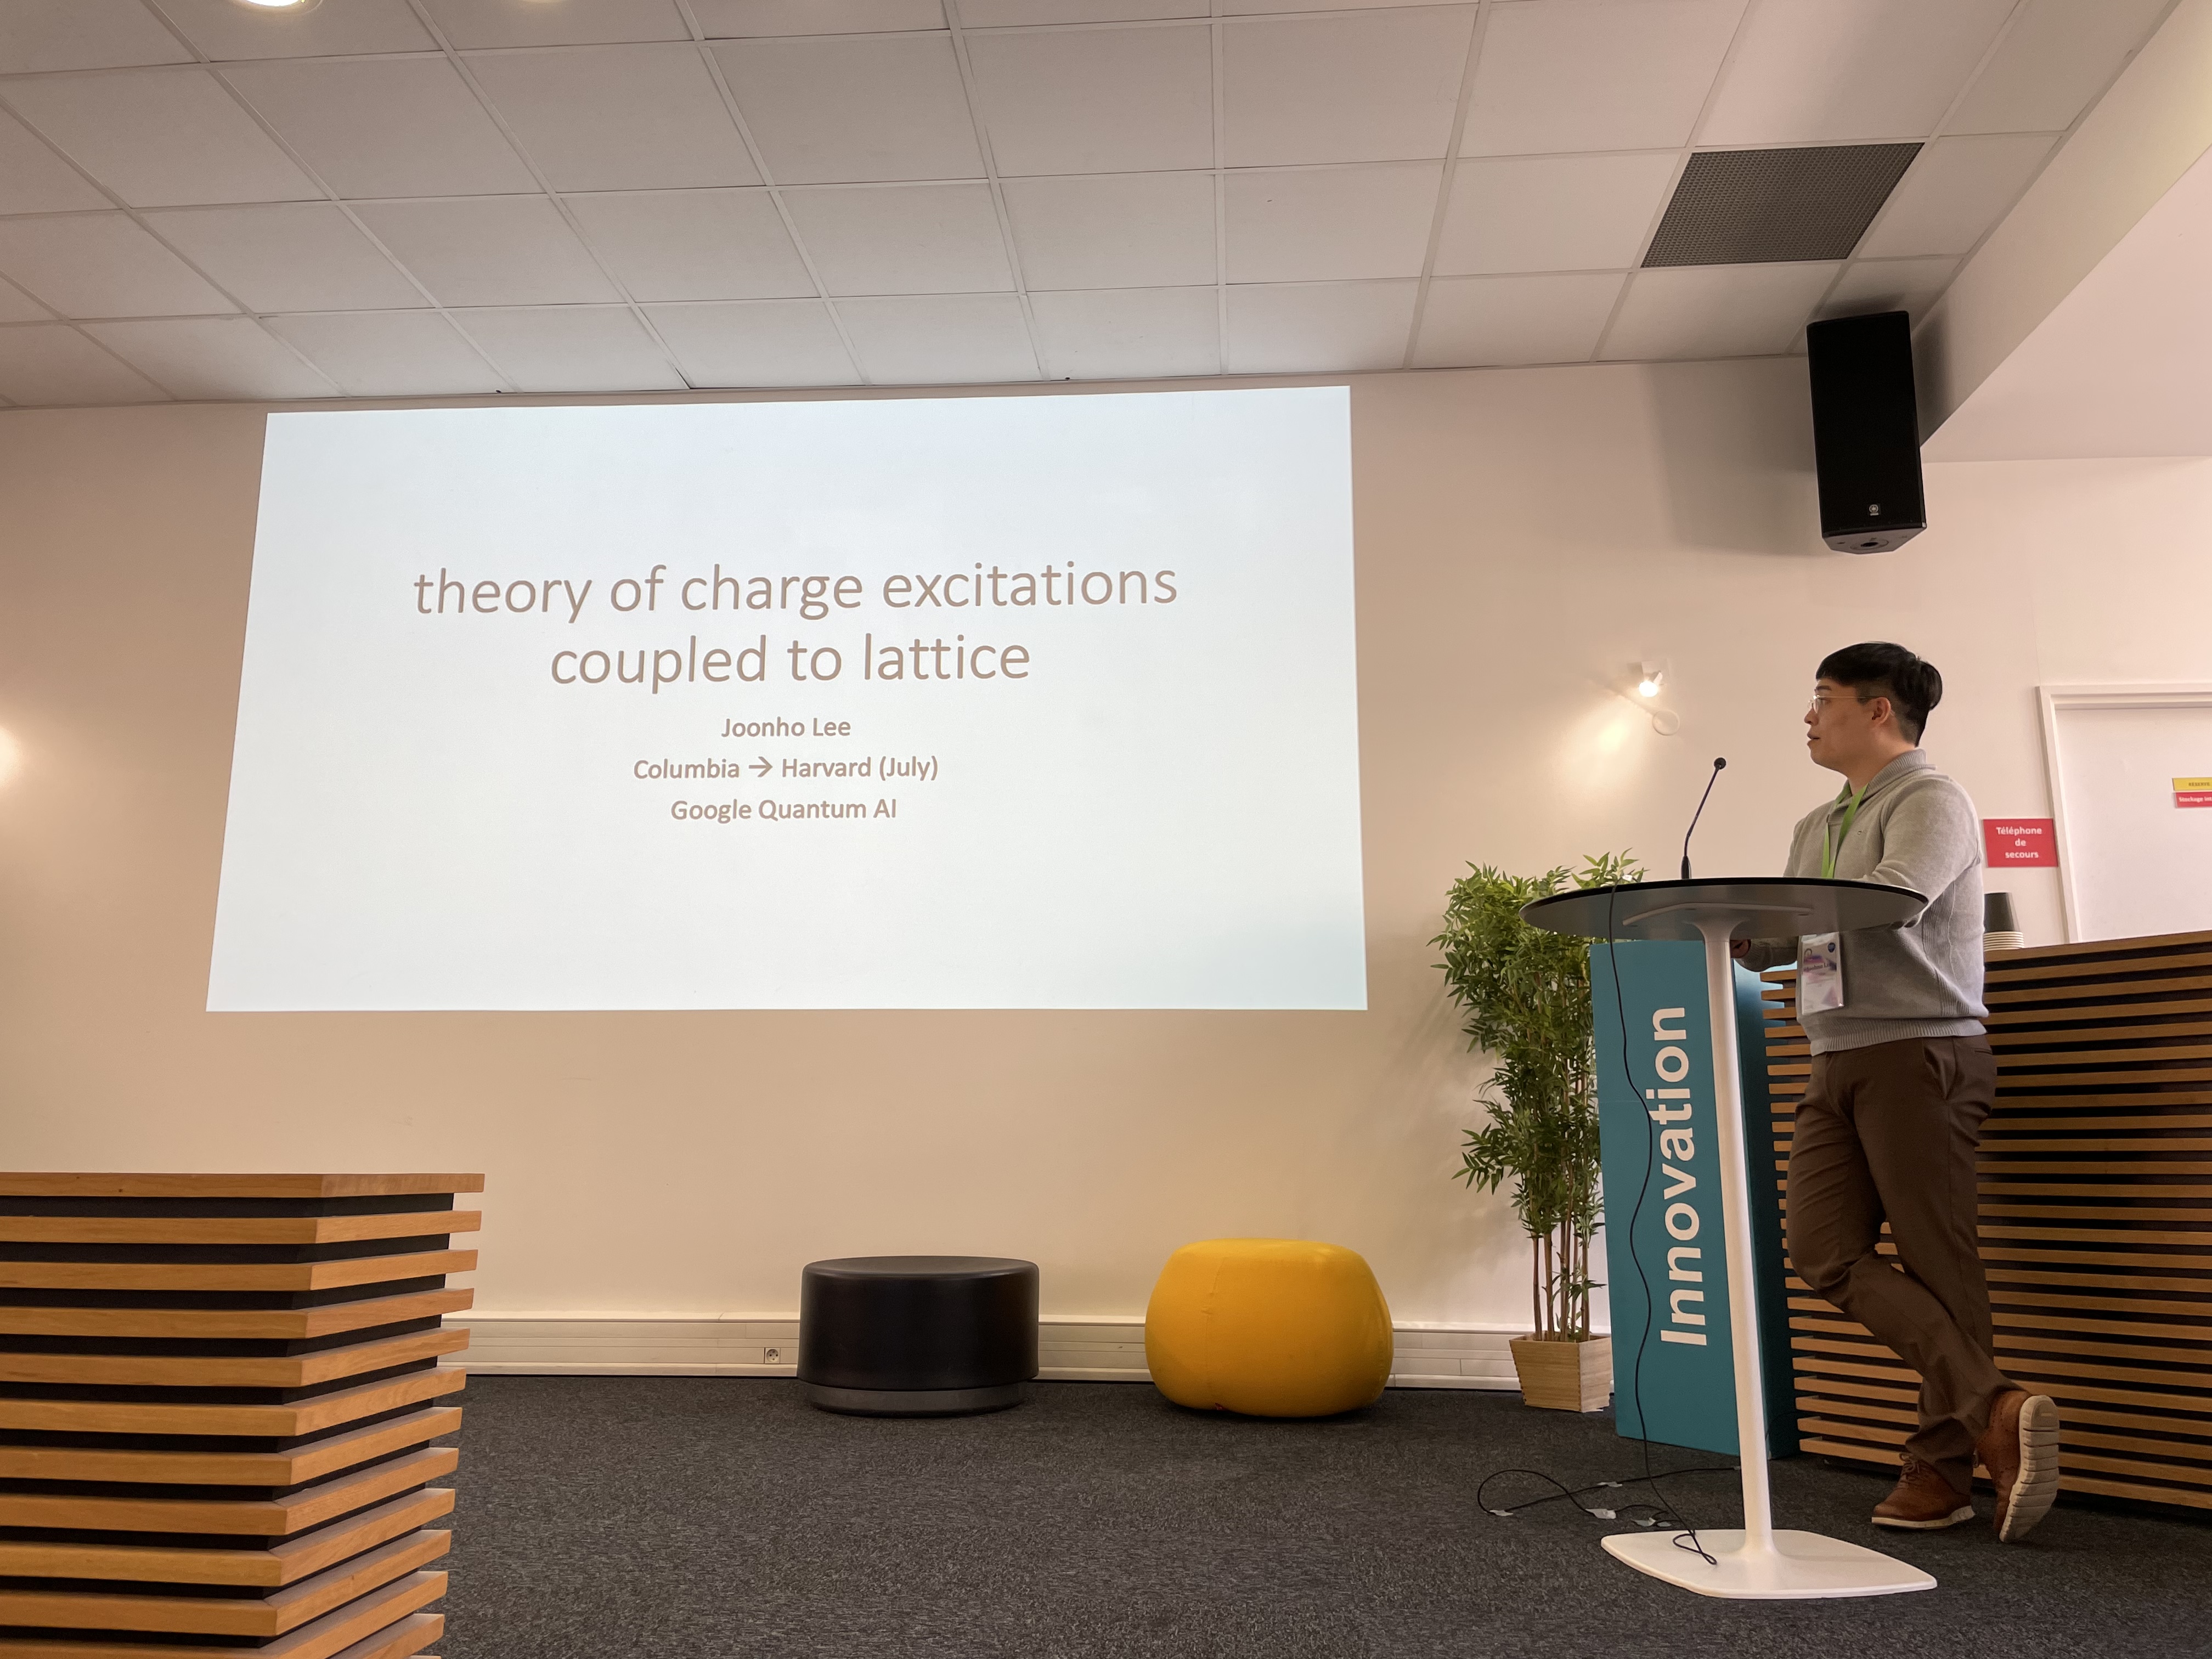 theory of charge excitations
coupled to lattice
Joonho Lee
Columbia → Harvard (July)
Google Quantum AI
Innovation
Téléphone
de
secours